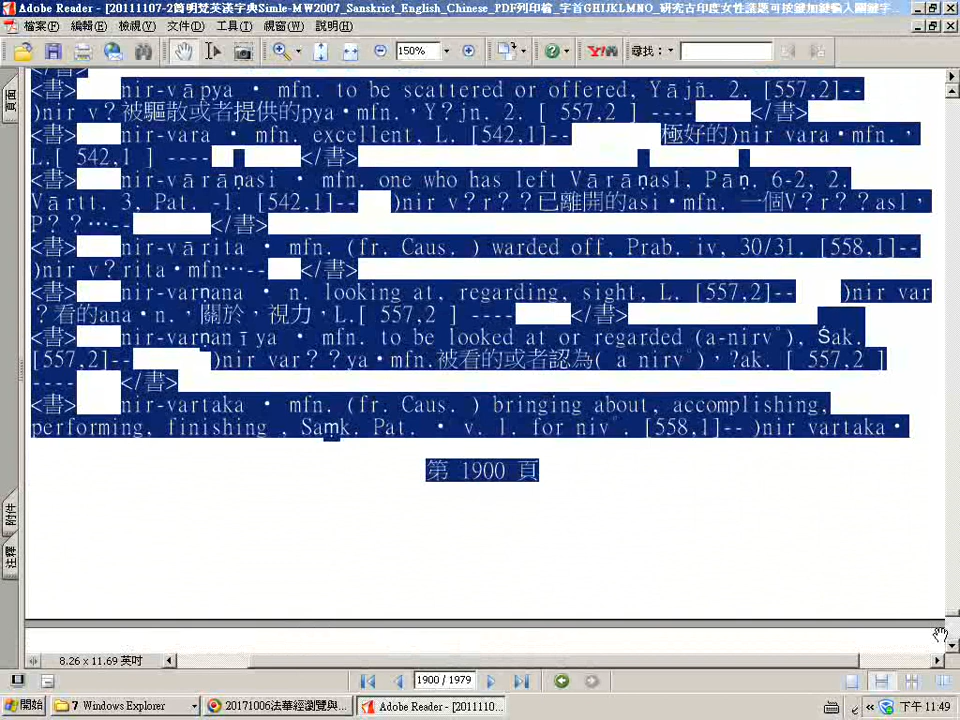 Adobe Reader - [20111107-2簡明梵英漢字典Simle-MW2007_Sanskrict_English_Chinese_PDF列印檔_字首GHIJKLMNO_研究古印度女性話題可按鍵加鍵輸入關鍵字...
檔案(F) 編輯(E) 檢視(V) 文件(D) 工具(T) 視窗(W) 說明(H)
150% 尋找:
頁面
附件
註釋
</書>
<書> nir-vāpya • mfn. to be scattered or offered, Yājñ. 2. [557,2]--
)nir v?被驅散或者提供的pya•mfn.,Y?jn. 2. [ 557,2 ] ---- </書>
<書> nir-vara • mfn. excellent, L. [542,1]-- 極好的)nir vara•mfn.,
L.[ 542,1 ] ---- </書>
<書> nir-vārāṇasi • mfn. one who has left Vārāṇasl, Pāṇ. 6-2, 2.
Vārtt. 3, Pat. -1. [542,1]-- )nir v?r??已離開的asi•mfn. 一個V?r??asl,
P??…-- </書>
<書> nir-vārita • mfn. (fr. Caus. ) warded off, Prab. iv, 30/31. [558,1]--
)nir v?rita•mfn…-- </書>
<書> nir-varṇana • n. looking at, regarding, sight, L. [557,2]-- )nir var
?看的ana•n.,關於,視力,L.[ 557,2 ] ---- </書>
<書> nir-varṇanīya • mfn. to be looked at or regarded (a-nirv°), Śak.
[557,2]-- )nir var??ya•mfn.被看的或者認為( a nirv°),?ak. [ 557,2 ]
---- </書>
<書> nir-vartaka • mfn. (fr. Caus. ) bringing about, accomplishing,
performing, finishing , Saṃk. Pat. • v. l. for niv°. [558,1]-- )nir vartaka•
第 1900 頁
8.26 x 11.69 英吋
1900 / 1979
開始 7 Windows Explorer 20171006法華經瀏覽與... Adobe Reader - [2011110... 下午 11:49